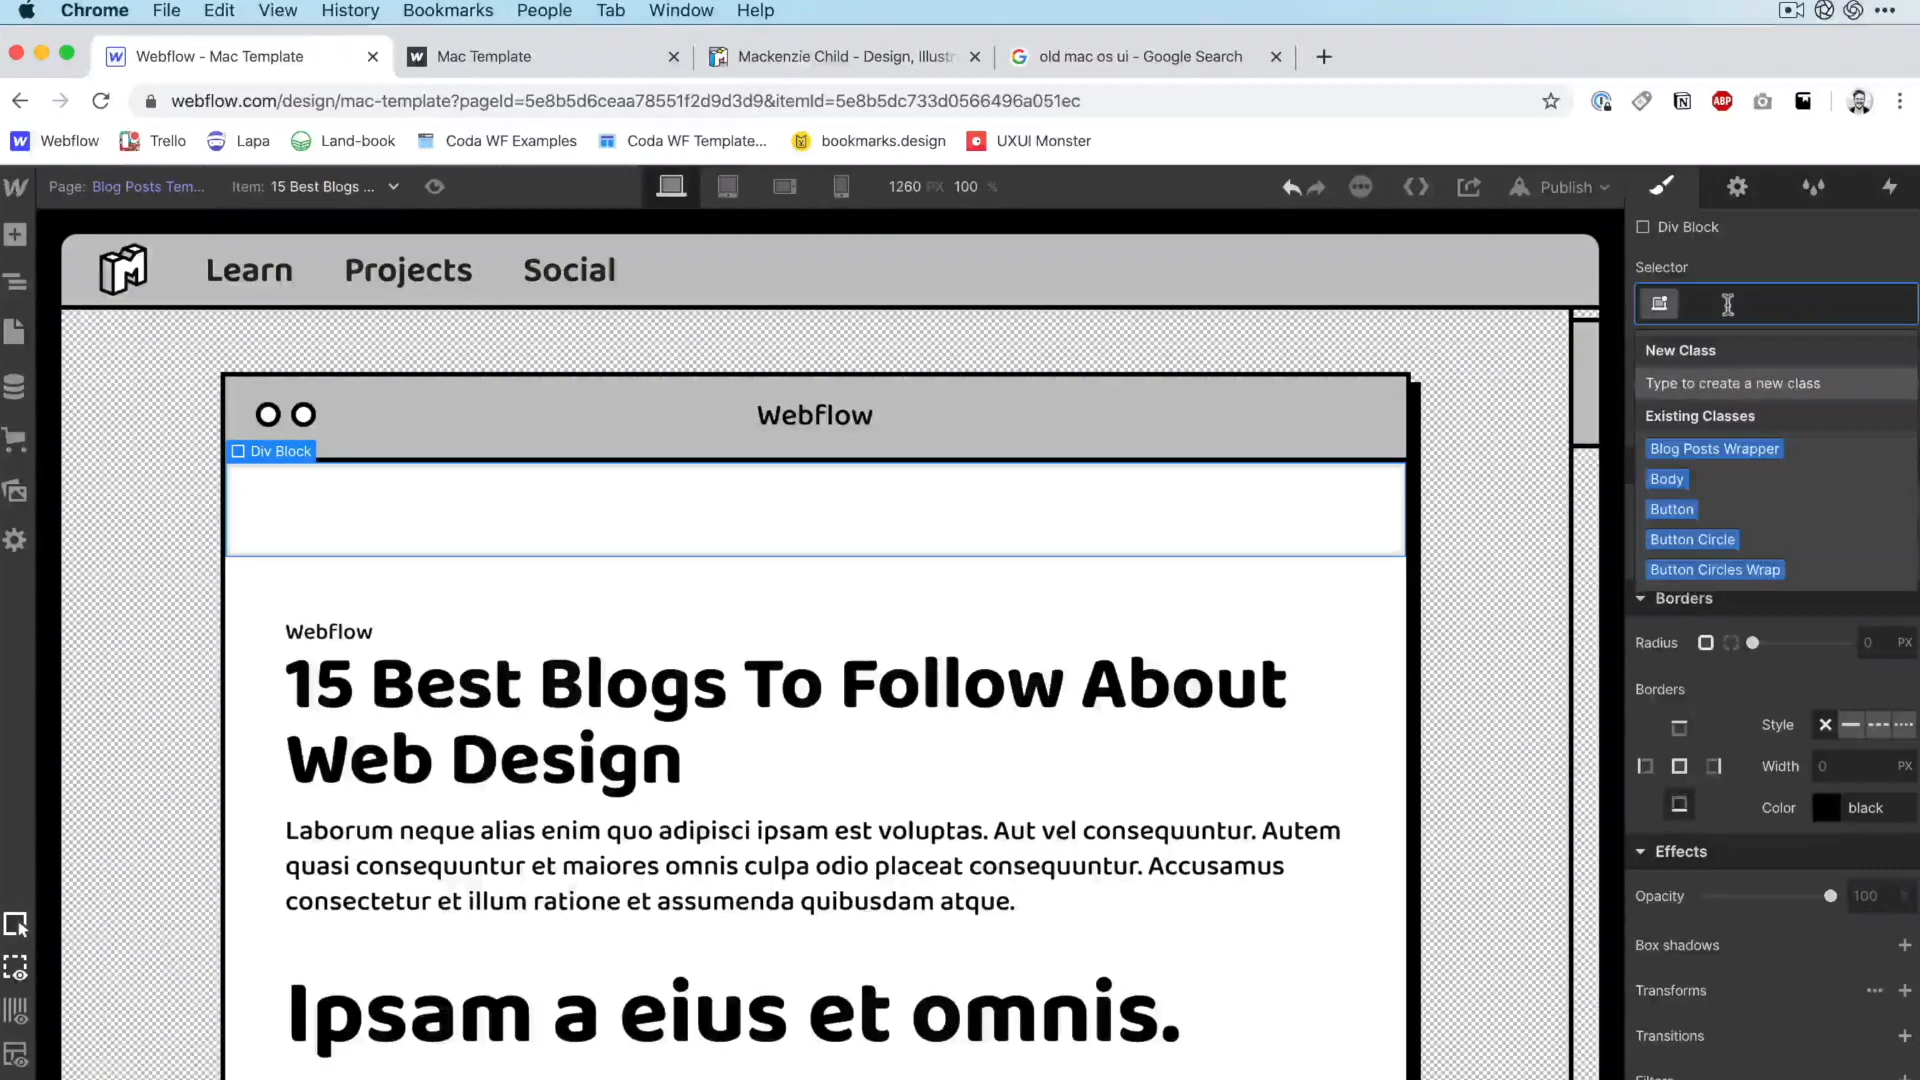 Chrome File Edit View History Bookmarks People Tab Window Help
Webflow - Mac Template
Mac Template
Mackenzie Child - Design, Illustr
old mac os ui - Google Search
webflow.com/design/mac-template?pageId=5e8b5d6ceaa78551f2d9d3d9&itemId=5e8b5dc733d0566496a051ec
ABP
Webflow Trello Lapa Land-book Coda WF Examples Coda WF Template... bookmarks.design UXUI Monster
Page: Blog Posts Tem... Item: 15 Best Blogs ... 1260 PX 100 % Publish
Div Block
Selector
Learn Projects Social
New Class
Type to create a new class
Existing Classes
Blog Posts Wrapper
Body
Button
Button Circle
Button Circles Wrap
Webflow
Div Block
Webflow
15 Best Blogs To Follow About
Web Design
Laborum neque alias enim quo adipisci ipsam est voluptas. Aut vel consequuntur. Autem
quasi consequuntur et maiores omnis culpa odio placeat consequuntur. Accusamus
consectetur et illum ratione et assumenda quibusdam atque.
Ipsam a eius et omnis.
Borders
Radius 0 PX
Borders
Style
Width 0 PX
Color black
Effects
Opacity 100
Box shadows
Transforms
Transitions